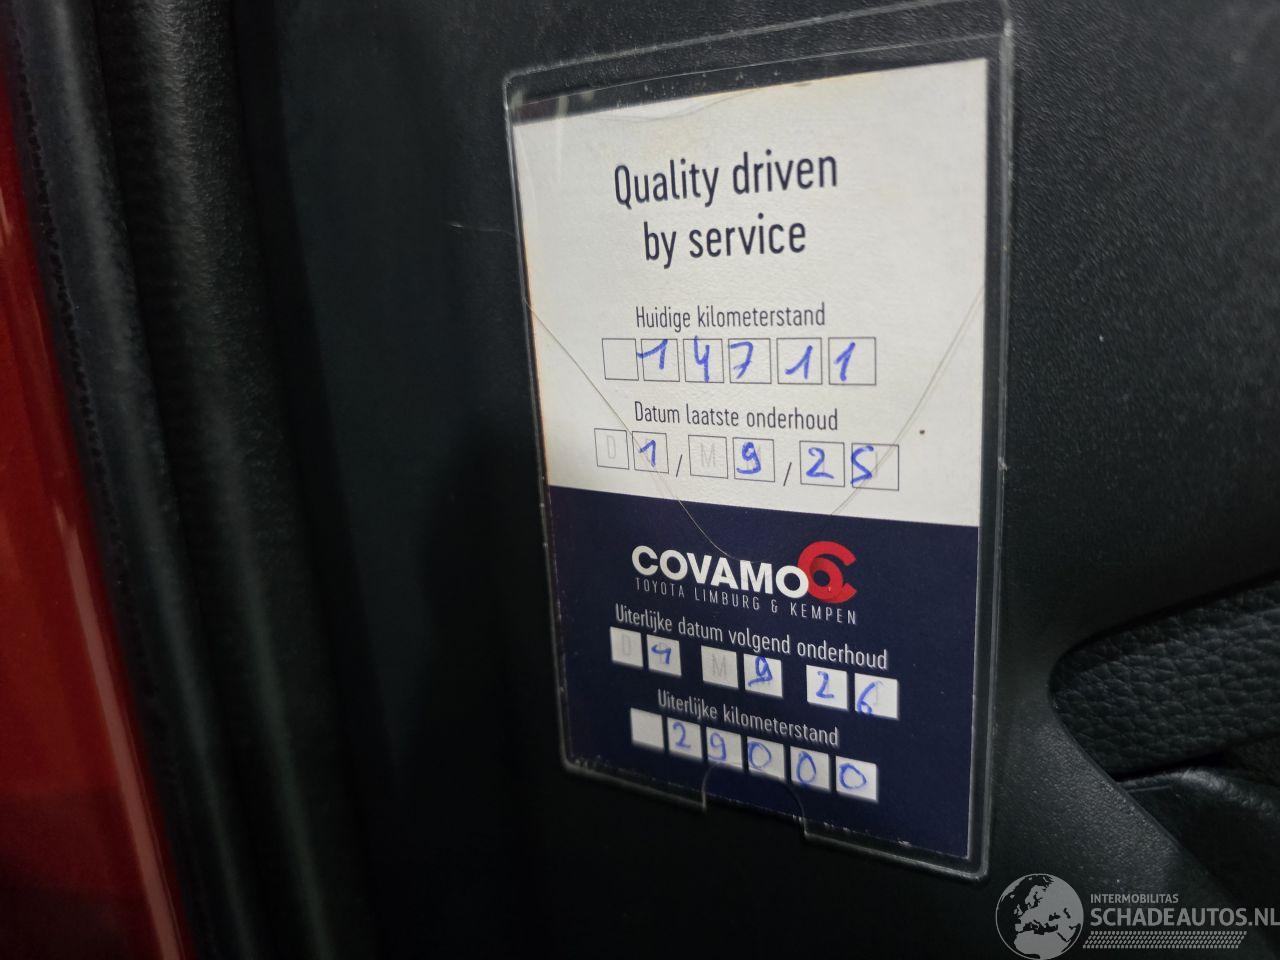 Quality driven
by service
Huidige kilometerstand
14711
Datum laatste onderhoud
D 1 / M 9 / 25
COVAMO
TOYOTA LIMBURG & KEMPEN
Uiterlijke datum volgend onderhoud
D 1 M 9 26
Uiterlijke kilometerstand
29000
INTERMOBILITAS
SCHADEAUTOS.NL